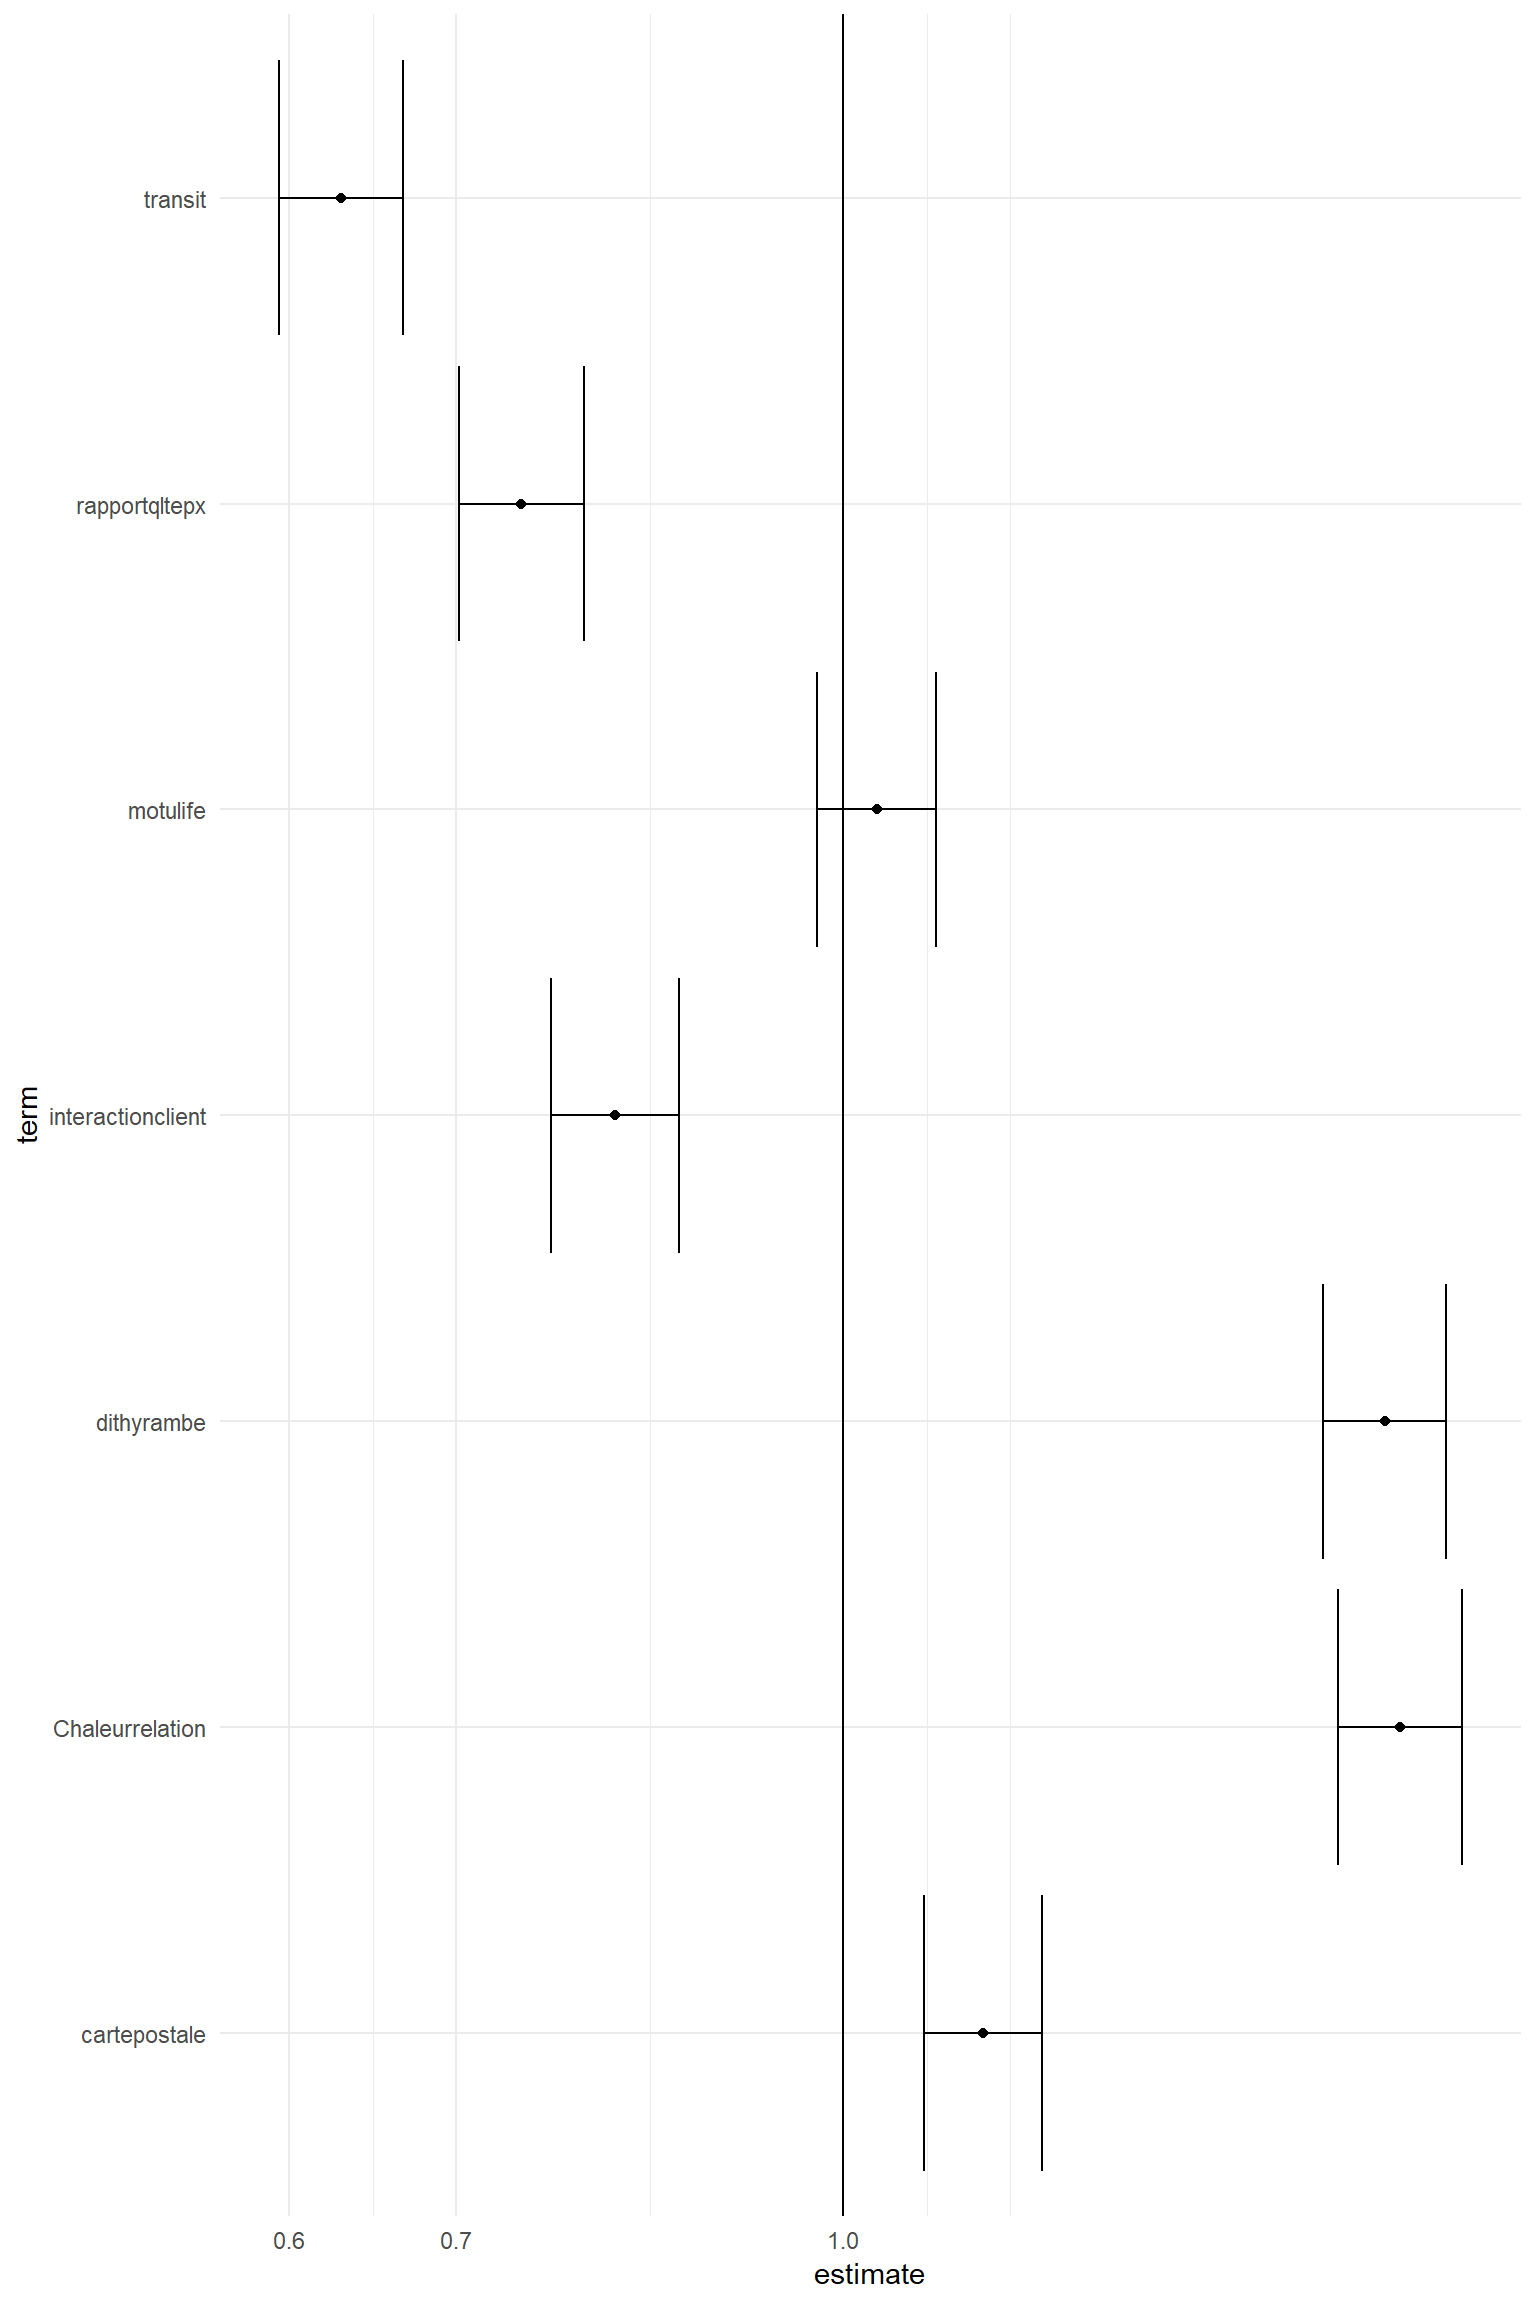 transit
rapportqltepx
motulife
interactionclient
dithyrambe
Chaleurrelation
cartepostale
term
0.6 0.7 1.0
estimate